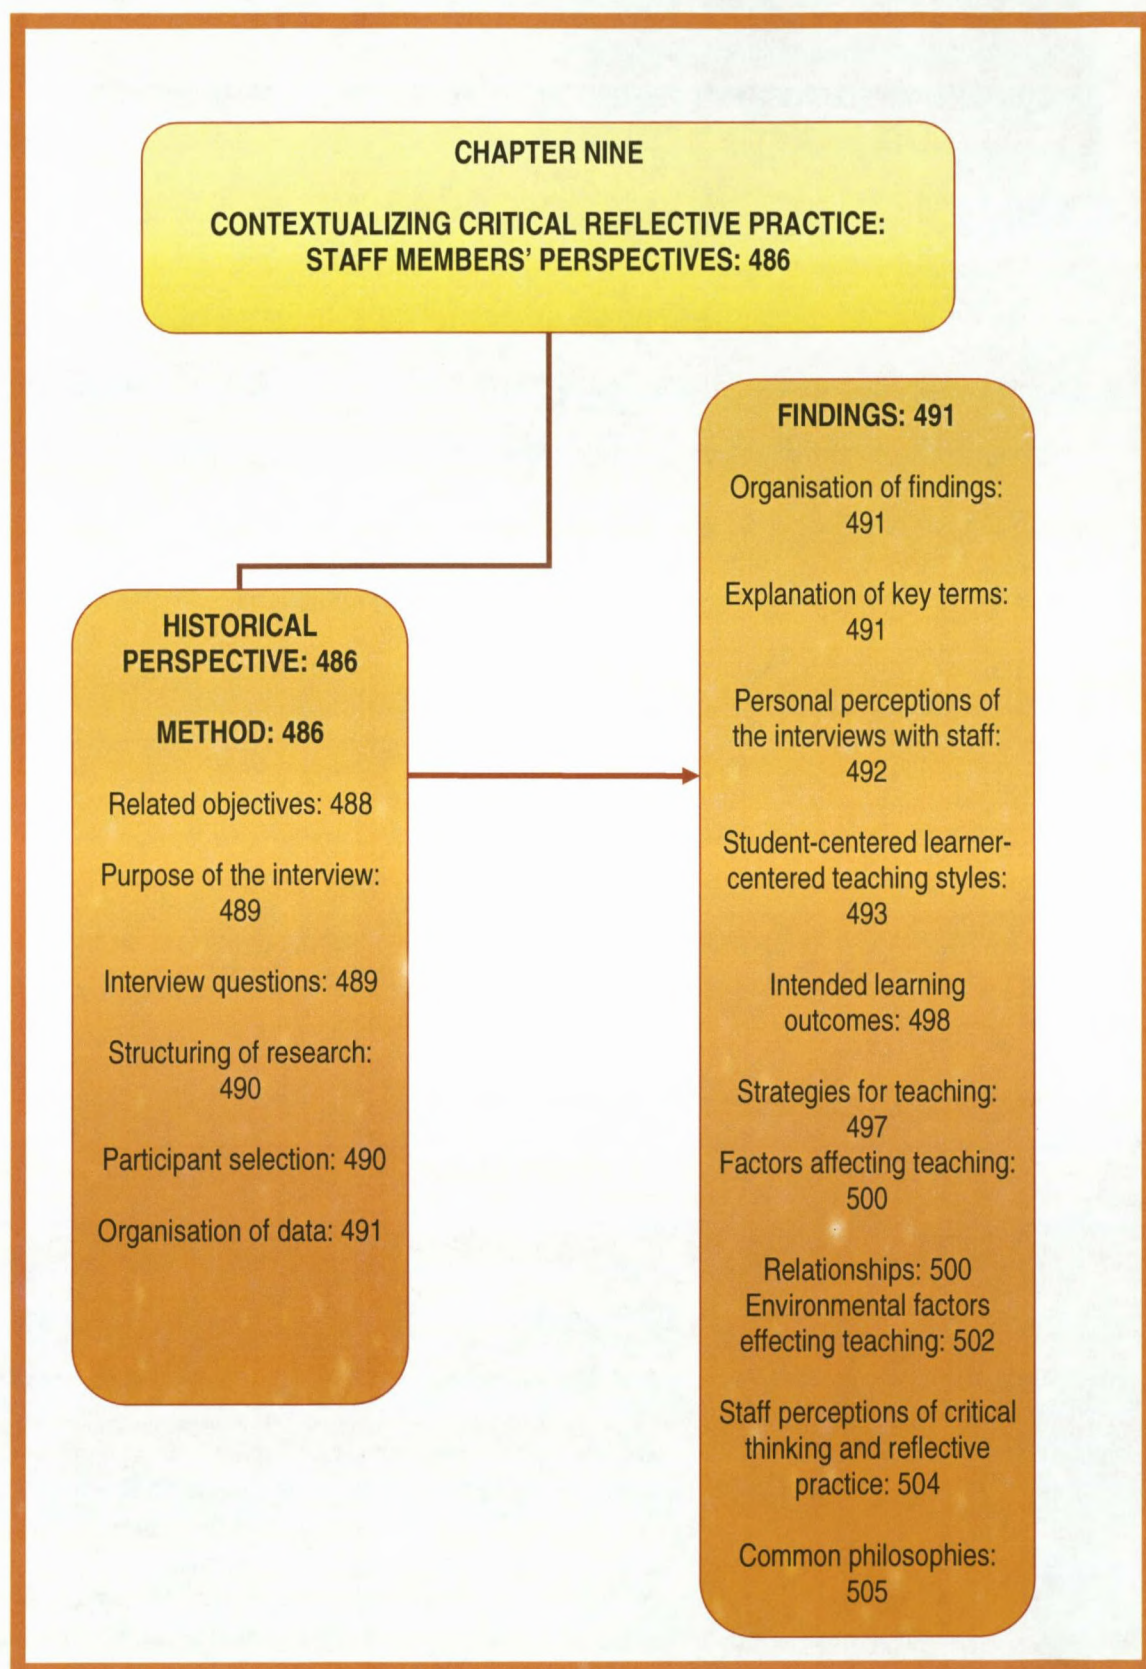 CHAPTER NINE
CONTEXTUALIZING CRITICAL REFLECTIVE PRACTICE:
STAFF MEMBERS’ PERSPECTIVES: 486
HISTORICAL
PERSPECTIVE: 486
METHOD: 486
Related objectives: 488
Purpose of the interview:
489
Interview questions: 489
Structuring of research:
490
Participant selection: 490
Organisation of data: 491
FINDINGS: 491
Organisation of findings:
491
Explanation of key terms:
491
Personal perceptions of
the interviews with staff:
492
Student-centered learner-
centered teaching styles:
493
Intended learning
outcomes: 498
Strategies for teaching:
497
Factors affecting teaching:
500
Relationships: 500
Environmental factors
effecting teaching: 502
Staff perceptions of critical
thinking and reflective
practice: 504
Common philosophies:
505